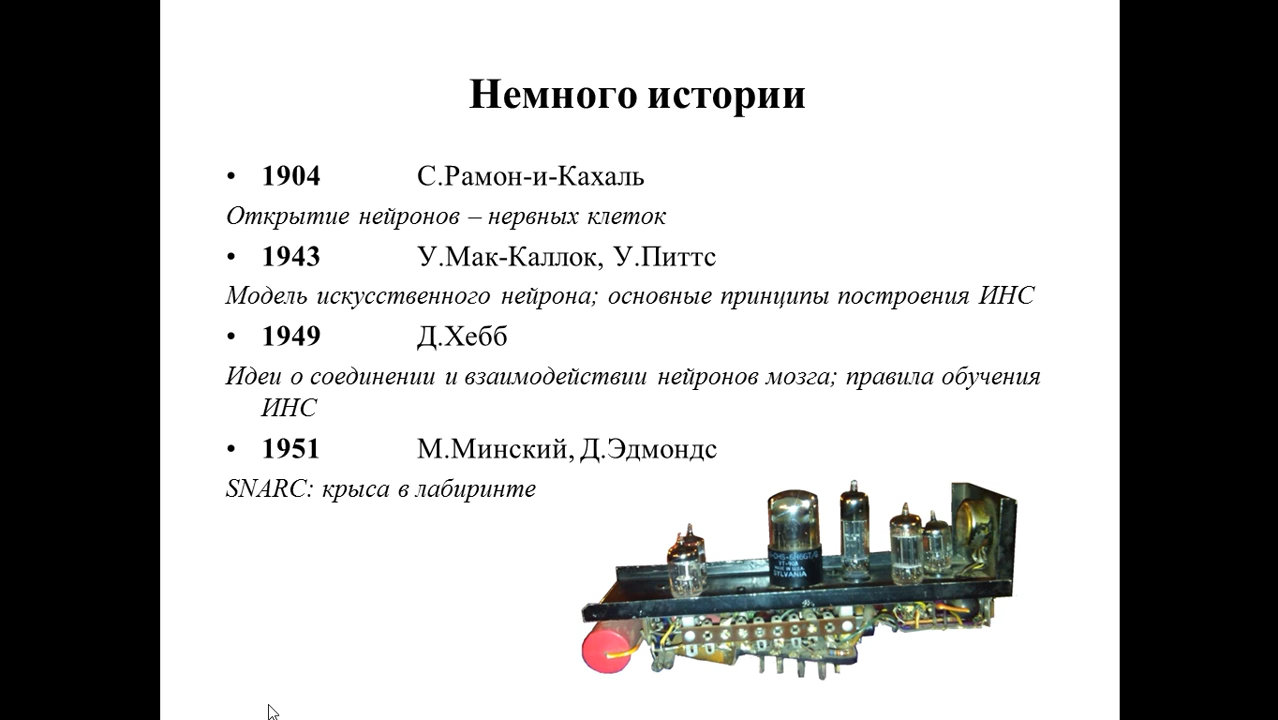 Немного истории
• 1904 С.Рамон-и-Кахаль
Открытие нейронов – нервных клеток
• 1943 У.Мак-Каллок, У.Питтс
Модель искусственного нейрона; основные принципы построения ИНС
• 1949 Д.Хебб
Идеи о соединении и взаимодействии нейронов мозга; правила обучения
ИНС
• 1951 М.Минский, Д.Эдмондс
SNARC: крыса в лабиринте
SYLVANIA